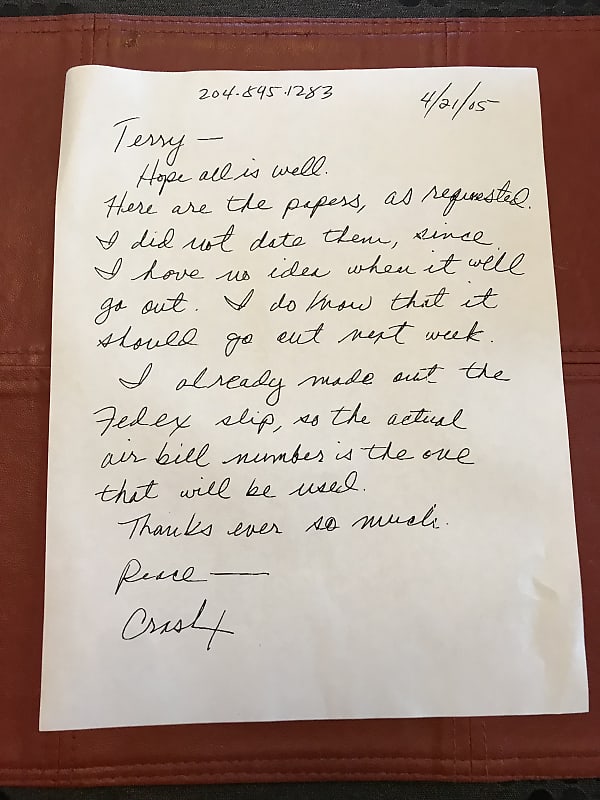 204·895·1283
4/21/05
Terry —
Hope all is well.
Here are the papers, as requested.
I did not date them, since
I have no idea when it will
go out. I do know that it
should go out next week.
I already made out the
Fedex slip, so the actual
air bill number is the one
that will be used.
Thanks ever so much.
Peace —
Crash